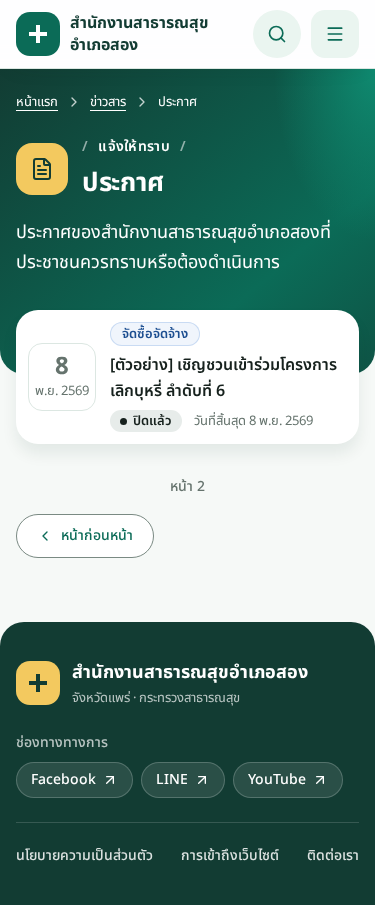 สำนักงานสาธารณสุข
อำเภอสอง
หน้าแรก > ข่าวสาร > ประกาศ
/ แจ้งให้ทราบ /
ประกาศ
ประกาศของสำนักงานสาธารณสุขอำเภอสองที่
ประชาชนควรทราบหรือต้องดำเนินการ
8
พ.ย. 2569
จัดซื้อจัดจ้าง
[ตัวอย่าง] เชิญชวนเข้าร่วมโครงการ
เลิกบุหรี่ ลำดับที่ 6
ปิดแล้ว วันที่สิ้นสุด 8 พ.ย. 2569
หน้า 2
หน้าก่อนหน้า
สำนักงานสาธารณสุขอำเภอสอง
จังหวัดแพร่ · กระทรวงสาธารณสุข
ช่องทางทางการ
Facebook LINE YouTube
นโยบายความเป็นส่วนตัว การเข้าถึงเว็บไซต์ ติดต่อเรา